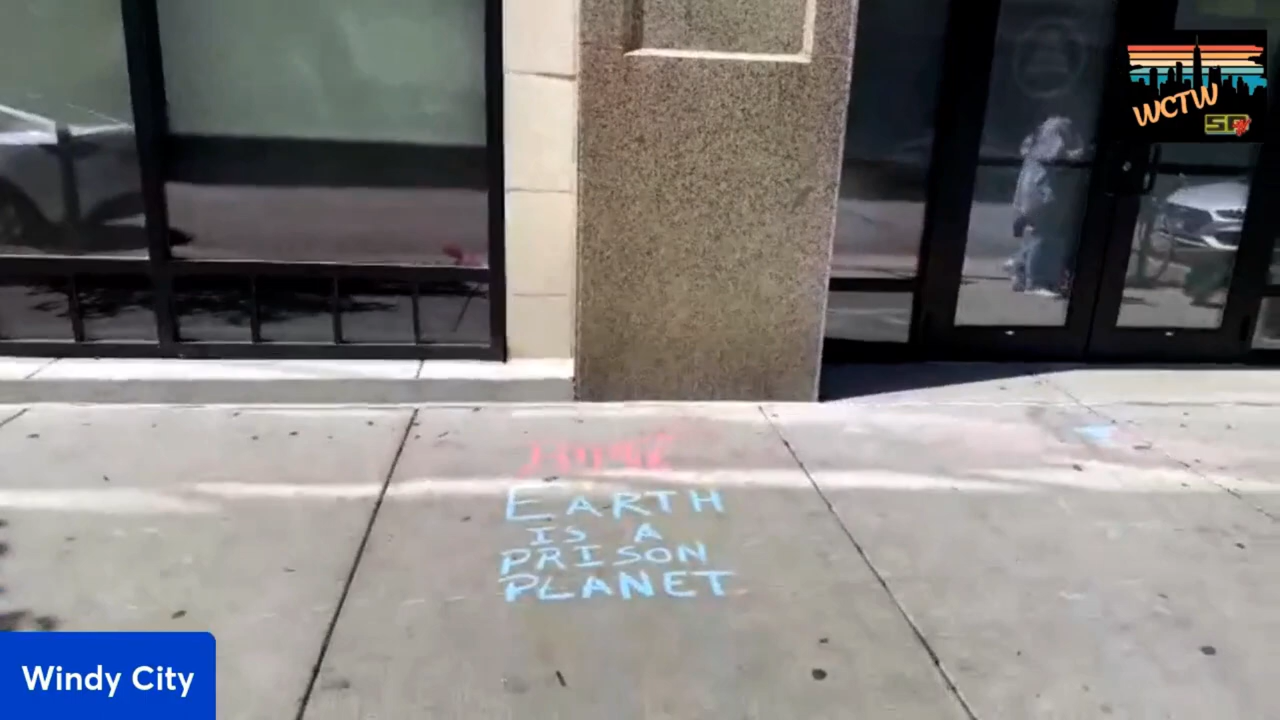 WCTW
EARTH
IS A
PRISON
PLANET
Windy City